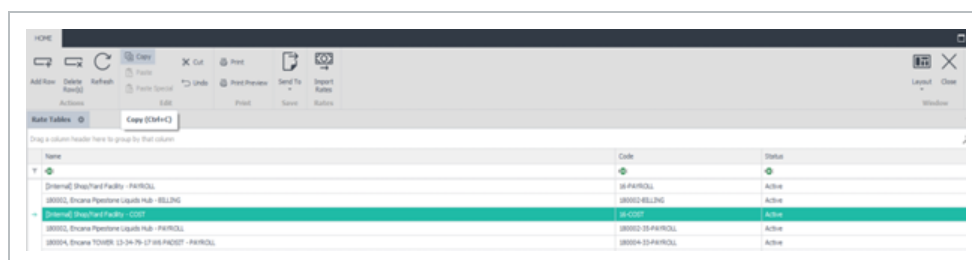 HOME
Copy Cut Print
Paste
Add Row Delete Row(s) Refresh Paste Special Undo Print Preview Send To Import Rates Layout Close
Actions Edit Print Save Rates Window
Rate Tables Copy (Ctrl+C)
Drag a column header here to group by that column
Name Code Status
[Internal] Shop/Yard Facility - PAYROLL 16-PAYROLL Active
180002, Encana Pipestone Liquids Hub - BILLING 180002-BILLING Active
[Internal] Shop/Yard Facility - COST 16-COST Active
180002, Encana Pipestone Liquids Hub - PAYROLL 180002-33-PAYROLL Active
180004, Encana TOWER 13-34-79-17 W6 - PAYROLL 180004-33-PAYROLL Active